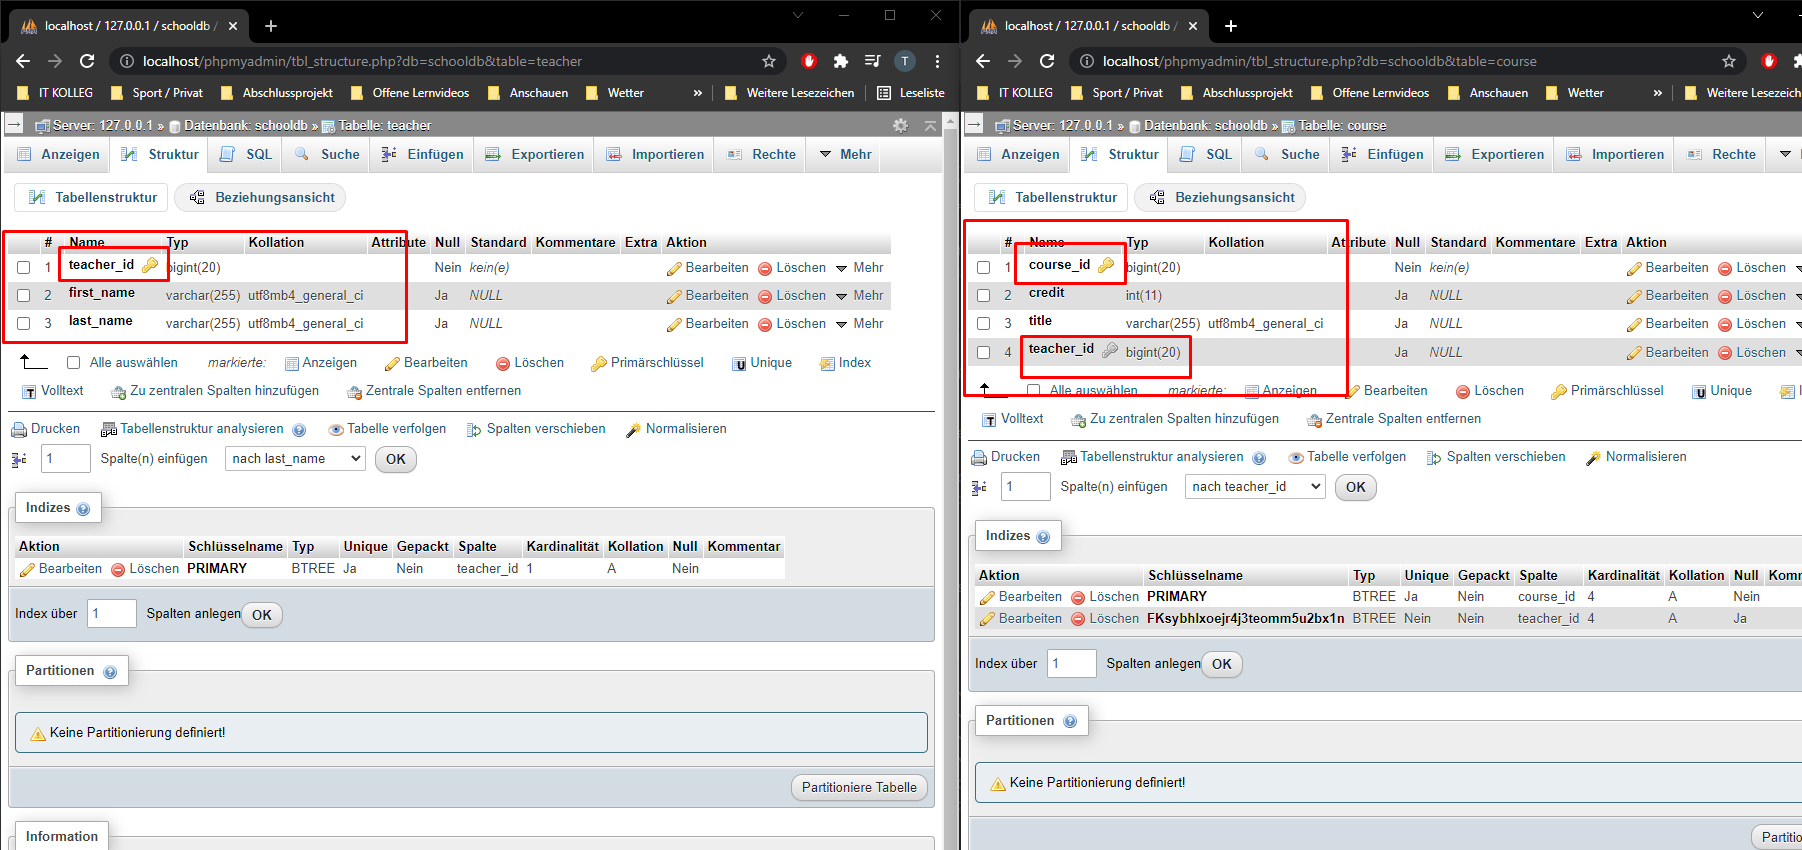 localhost / 127.0.0.1 / schooldb /
localhost/phpmyadmin/tbl_structure.php?db=schooldb&table=teacher
T
IT KOLLEG Sport / Privat Abschlussprojekt Offene Lernvideos Anschauen Wetter » Weitere Lesezeichen Leseliste
Server: 127.0.0.1 » Datenbank: schooldb » Tabelle: teacher
Anzeigen Struktur SQL Suche Einfügen Exportieren Importieren Rechte Mehr
Tabellenstruktur Beziehungsansicht
# Name Typ Kollation Attribute Null Standard Kommentare Extra Aktion
1 teacher_id bigint(20) Nein kein(e) Bearbeiten Löschen Mehr
2 first_name varchar(255) utf8mb4_general_ci Ja NULL Bearbeiten Löschen Mehr
3 last_name varchar(255) utf8mb4_general_ci Ja NULL Bearbeiten Löschen Mehr
Alle auswählen markierte: Anzeigen Bearbeiten Löschen Primärschlüssel Unique Index
Volltext Zu zentralen Spalten hinzufügen Zentrale Spalten entfernen
Drucken Tabellenstruktur analysieren Tabelle verfolgen Spalten verschieben Normalisieren
1 Spalte(n) einfügen nach last_name OK
Indizes
Aktion Schlüsselname Typ Unique Gepackt Spalte Kardinalität Kollation Null Kommentar
Bearbeiten Löschen PRIMARY BTREE Ja Nein teacher_id 1 A Nein
Index über 1 Spalten anlegen OK
Partitionen
Keine Partitionierung definiert!
Partitioniere Tabelle
Information
localhost / 127.0.0.1 / schooldb /
localhost/phpmyadmin/tbl_structure.php?db=schooldb&table=course
IT KOLLEG Sport / Privat Abschlussprojekt Offene Lernvideos Anschauen Wetter » Weitere Lesezeich
Server: 127.0.0.1 » Datenbank: schooldb » Tabelle: course
Anzeigen Struktur SQL Suche Einfügen Exportieren Importieren Rechte
Tabellenstruktur Beziehungsansicht
# Name Typ Kollation Attribute Null Standard Kommentare Extra Aktion
1 course_id bigint(20) Nein kein(e) Bearbeiten Löschen
2 credit int(11) Ja NULL Bearbeiten Löschen
3 title varchar(255) utf8mb4_general_ci Ja NULL Bearbeiten Löschen
4 teacher_id bigint(20) Ja NULL Bearbeiten Löschen
Alle auswählen markierte: Anzeigen Bearbeiten Löschen Primärschlüssel Unique
Volltext Zu zentralen Spalten hinzufügen Zentrale Spalten entfernen
Drucken Tabellenstruktur analysieren Tabelle verfolgen Spalten verschieben Normalisieren
1 Spalte(n) einfügen nach teacher_id OK
Indizes
Aktion Schlüsselname Typ Unique Gepackt Spalte Kardinalität Kollation Null Komm
Bearbeiten Löschen PRIMARY BTREE Ja Nein course_id 4 A Nein
Bearbeiten Löschen FKsybhlxoejr4j3teomm5u2bx1n BTREE Nein Nein teacher_id 4 A Ja
Index über 1 Spalten anlegen OK
Partitionen
Keine Partitionierung definiert!
Partitio